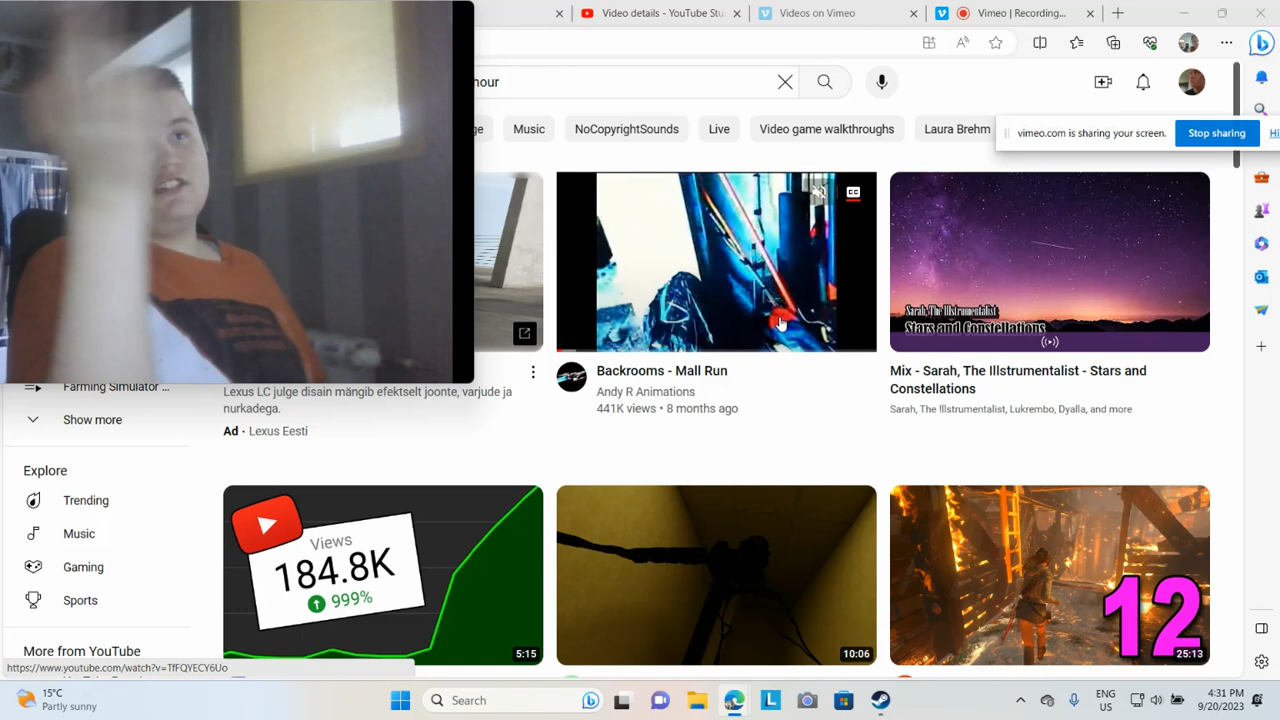 Video details - YouTube Stu
Videos on Vimeo
Vimeo | Recording...
hour
ge
Music
NoCopyrightSounds
Live
Video game walkthroughs
Laura Brehm
vimeo.com is sharing your screen.
Stop sharing
Hi
CC
Sarah, The Illstrumentalist
Stars and Constellations
Backrooms - Mall Run
Andy R Animations
441K views • 8 months ago
Mix - Sarah, The Illstrumentalist - Stars and
Constellations
Sarah, The Illstrumentalist, Lukrembo, Dyalla, and more
Farming Simulator ...
Show more
Lexus LC julge disain mängib efektselt joonte, varjude ja
nurkadega.
Ad · Lexus Eesti
Explore
Trending
Music
Gaming
Sports
More from YouTube
Views
184.8K
999%
5:15
10:06
12
25:13
https://www.youtube.com/watch?v=TfFQYECY6Uo
15°C
Partly sunny
Search
ENG
US
4:31 PM
9/20/2023